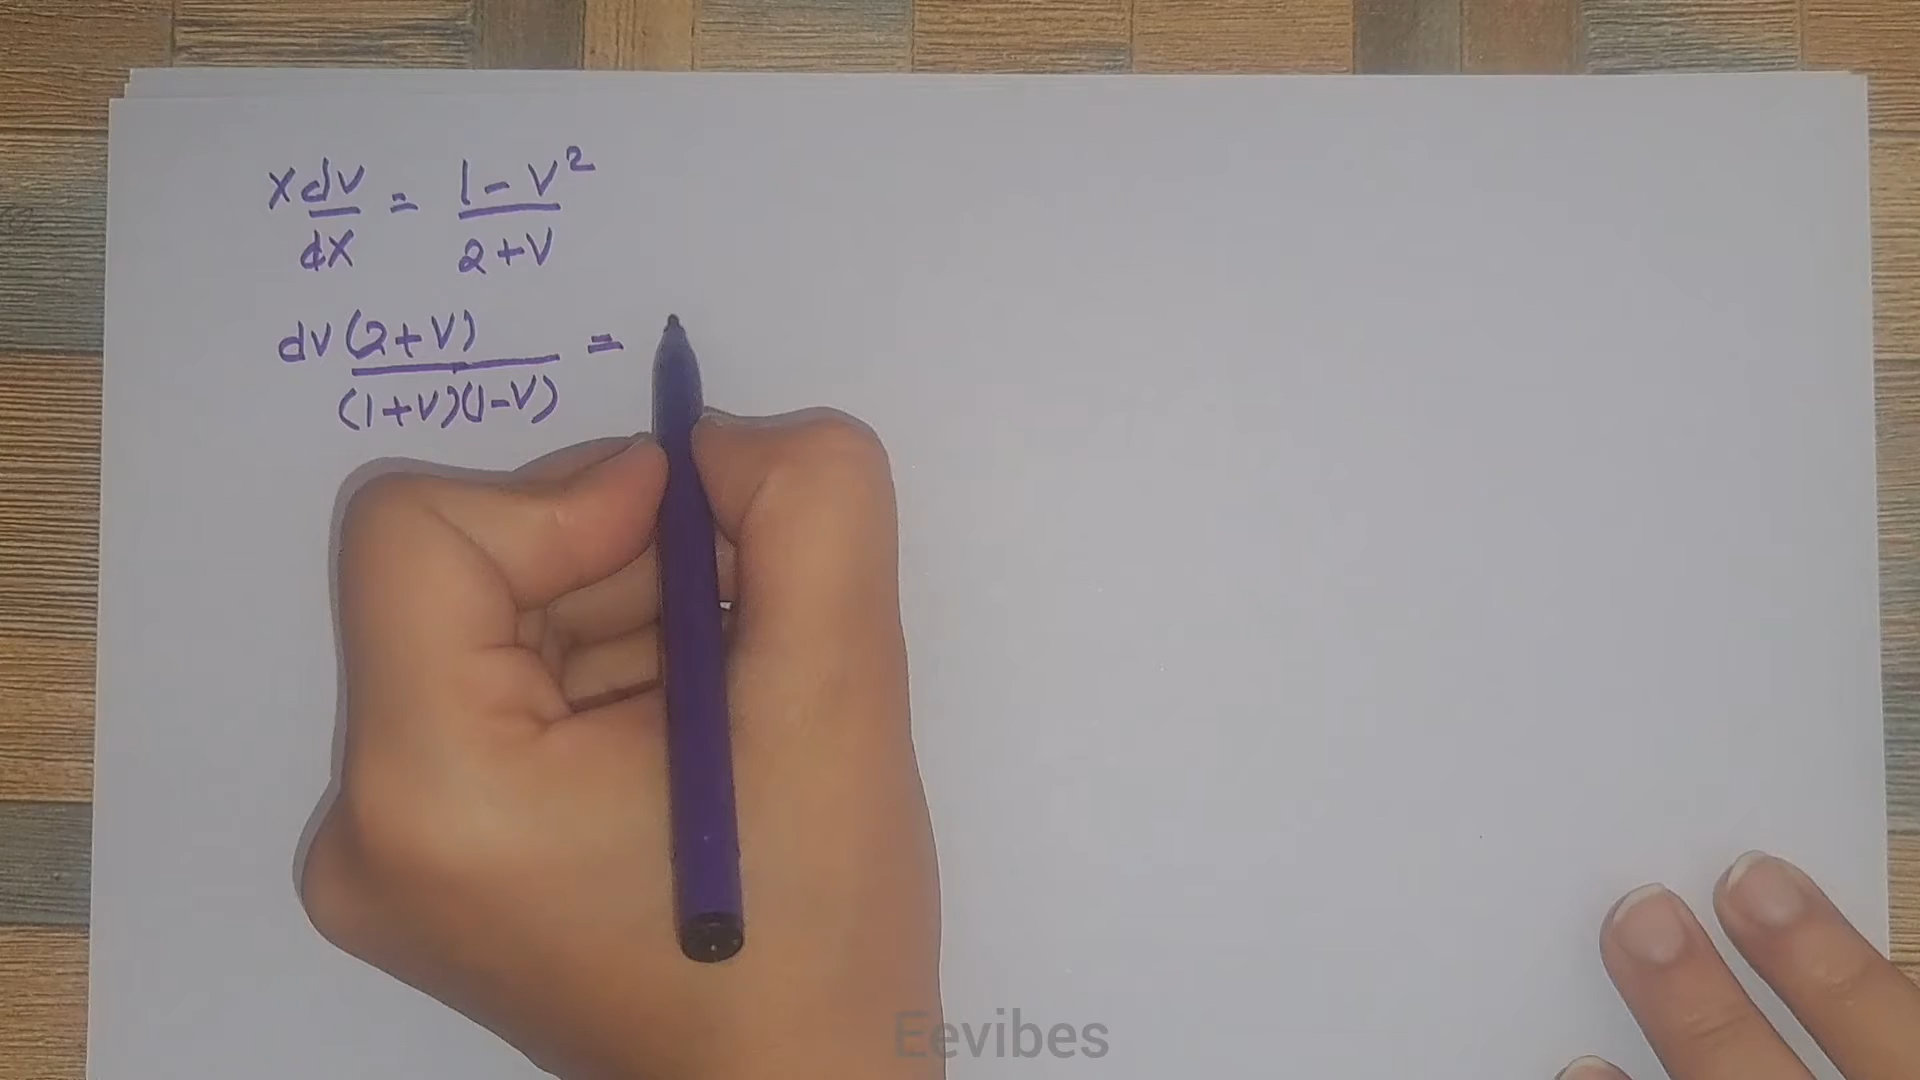 X dv/dX = 1-V²/2+V
dV (2+V)/(1+V)(1-V) =
Eevibes